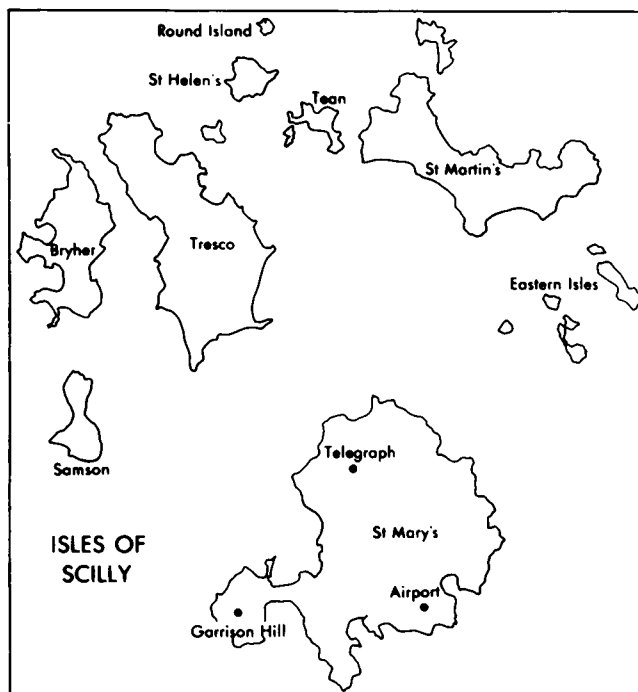 Round Island
St Helen's
Tean
St Martin's
Bryher
Tresco
Eastern Isles
Samson
Telegraph
St Mary's
ISLES OF
SCILLY
Airport
Garrison Hill